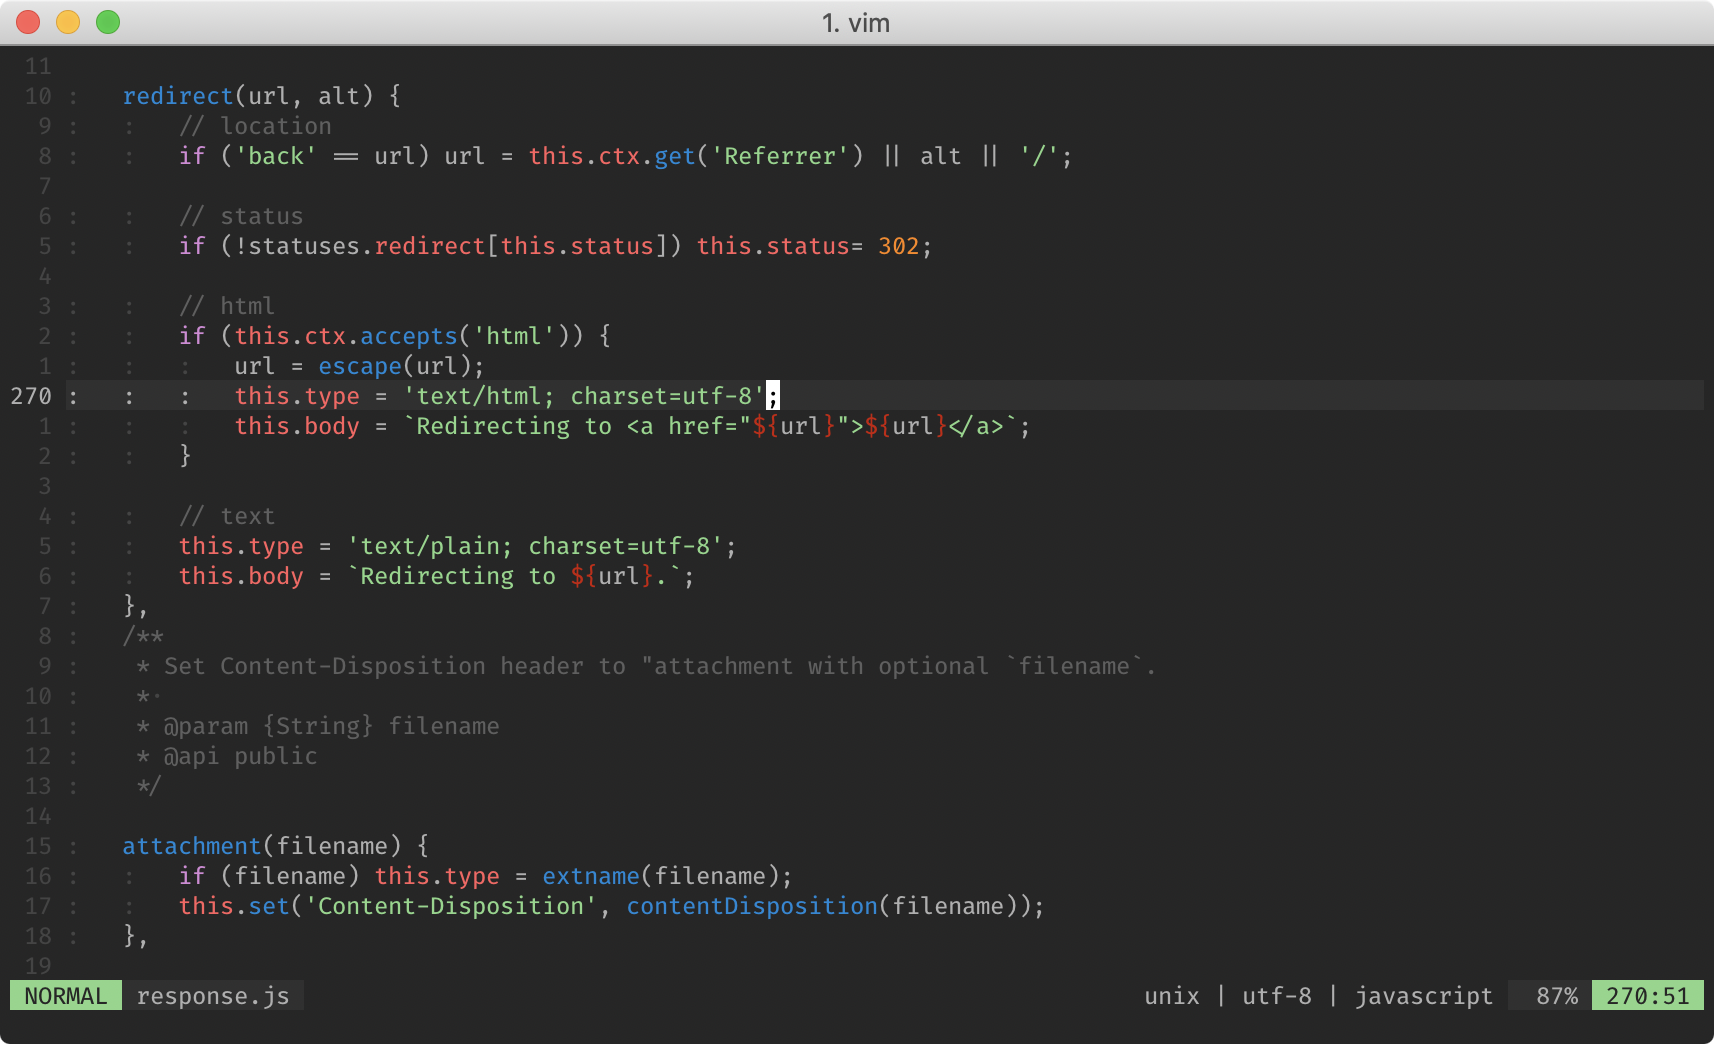 1. vim
11
10 :   redirect(url, alt) {
9 :   :   // location
8 :   :   if ('back' == url) url = this.ctx.get('Referrer') || alt || '/';
7
6 :   :   // status
5 :   :   if (!statuses.redirect[this.status]) this.status= 302;
4
3 :   :   // html
2 :   :   if (this.ctx.accepts('html')) {
1 :   :   :   url = escape(url);
270 :   :   :   this.type = 'text/html; charset=utf-8';
1 :   :   :   this.body = `Redirecting to <a href="${url}">${url}</a>`;
2 :   :   }
3
4 :   :   // text
5 :   :   this.type = 'text/plain; charset=utf-8';
6 :   :   this.body = `Redirecting to ${url}.`;
7 :   },
8 :   /**
9 :    * Set Content-Disposition header to "attachment with optional `filename`.
10 :    *·
11 :    * @param {String} filename
12 :    * @api public
13 :    */
14
15 :   attachment(filename) {
16 :   :   if (filename) this.type = extname(filename);
17 :   :   this.set('Content-Disposition', contentDisposition(filename));
18 :   },
19
NORMAL response.js unix | utf-8 | javascript 87% 270:51